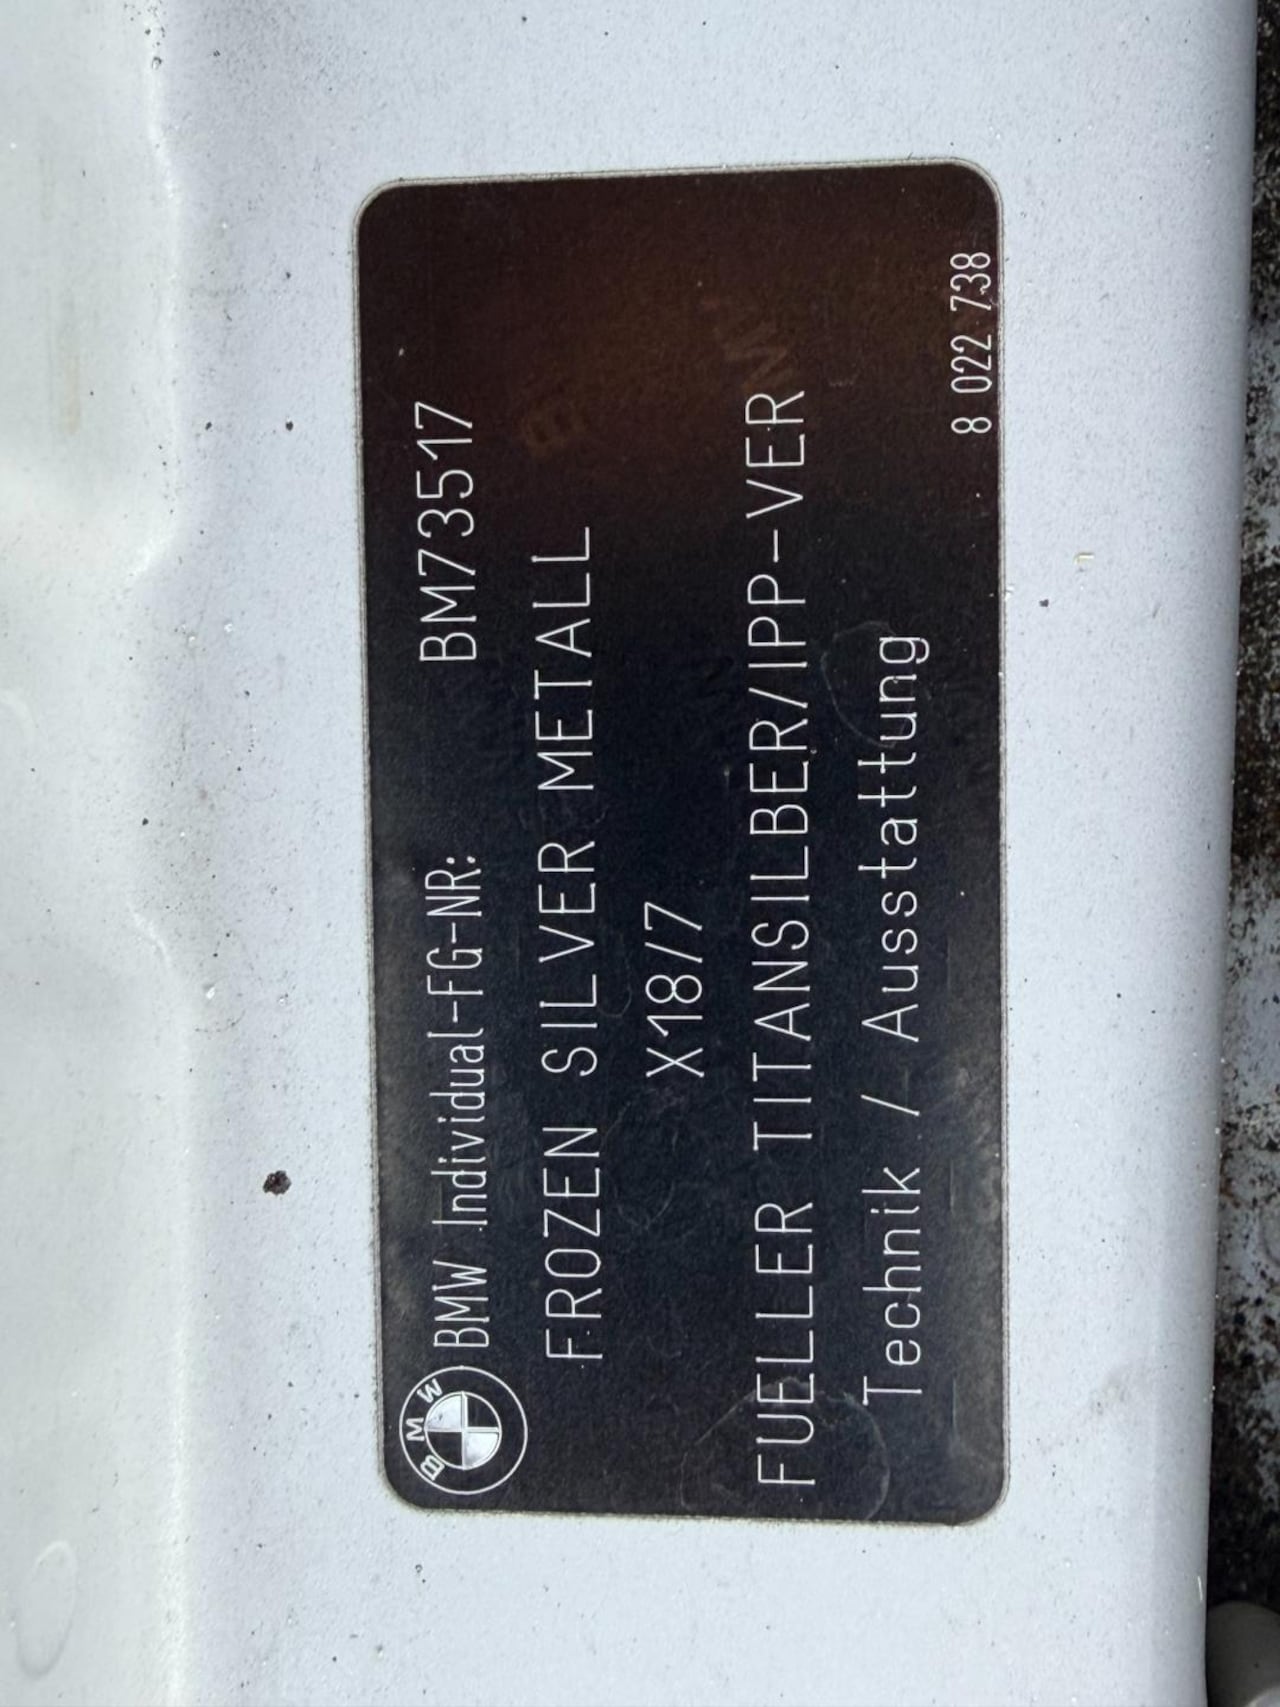 BMW
BMW Individual-FG-NR: BM73517
FROZEN SILVER METALL
X18/7
FUELLER TITANSILBER/IPP-VER
Technik / Ausstattung
8 022 738